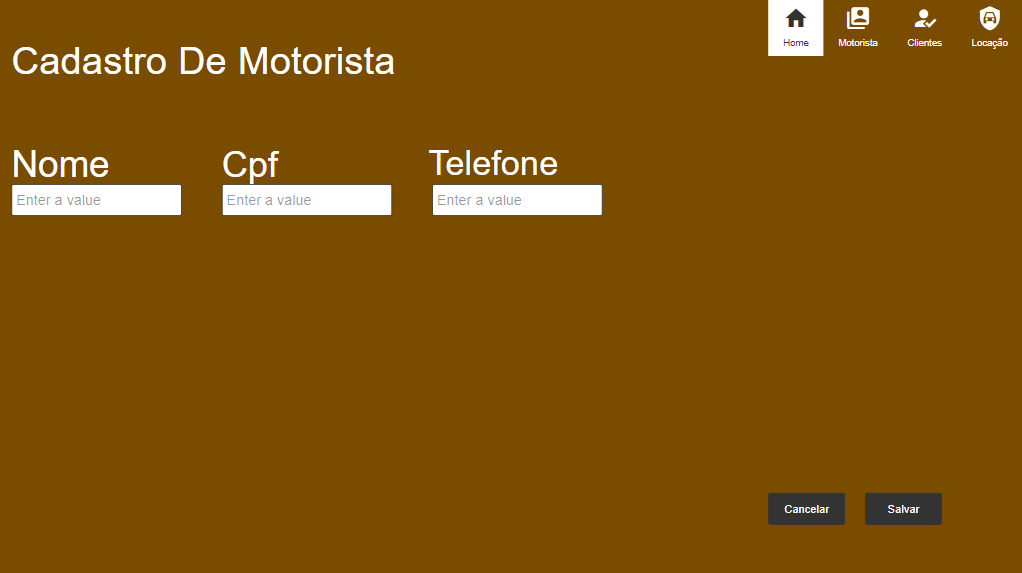 Home Motorista Clientes Locação
Cadastro De Motorista
Nome Cpf Telefone
Enter a value Enter a value Enter a value
Cancelar Salvar